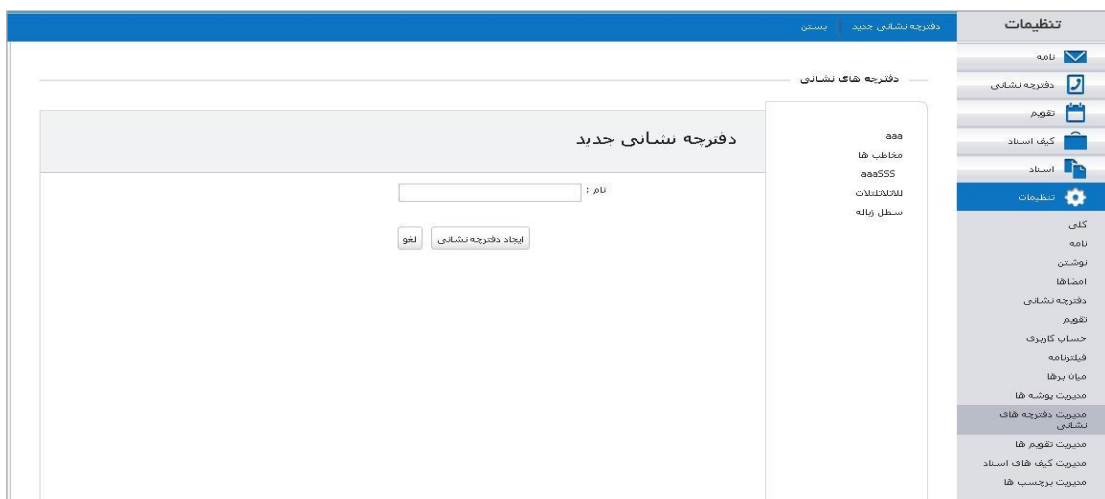 تنظیمات
نامه
دفترچه نشانی
تقویم
کیف اسناد
اسناد
تنظیمات
کلی
نامه
نوشتن
امضاها
دفترچه نشانی
تقویم
حساب کاربری
فیلترنامه
میان برها
مدیریت پوشه ها
مدیریت دفترچه های
نشانی
مدیریت تقویم ها
مدیریت کیف های اسناد
مدیریت برچسب ها
دفترچه نشانی جدید | بستن
دفترچه های نشانی
aaa
مخاطب ها
aaaSSS
سطل زباله
دفترچه نشانی جدید
نام :
ایجاد دفترچه نشانی لغو